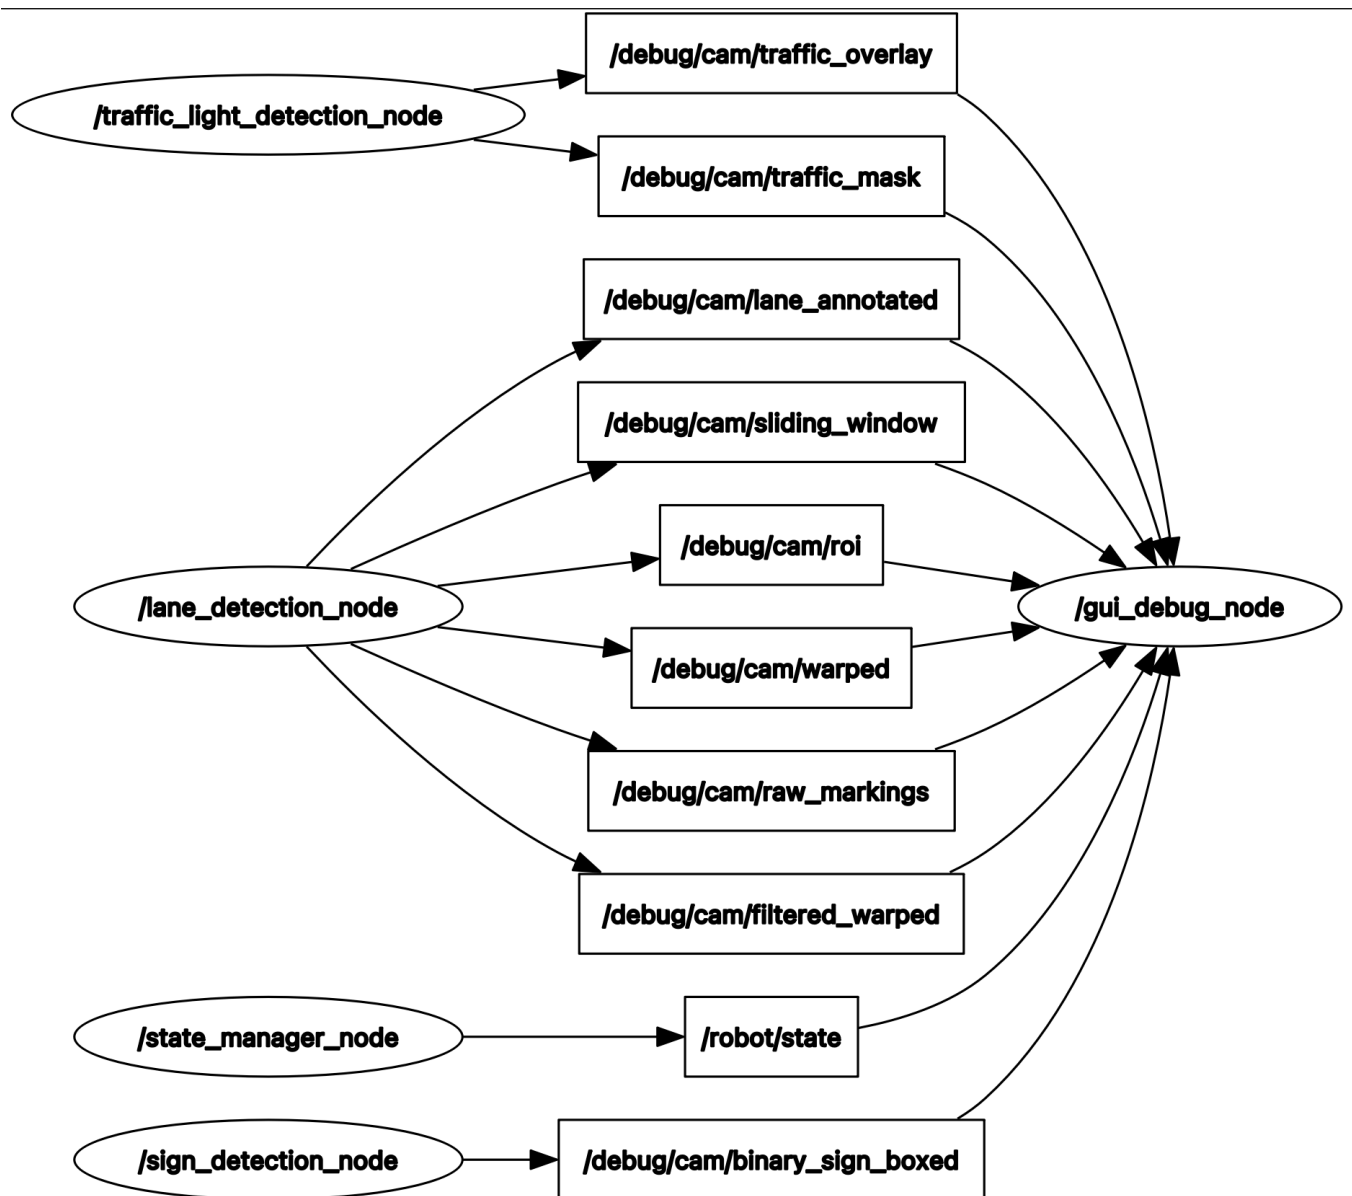 /debug/cam/traffic_overlay
/traffic_light_detection_node
/debug/cam/traffic_mask
/debug/cam/lane_annotated
/debug/cam/sliding_window
/debug/cam/roi
/lane_detection_node
/gui_debug_node
/debug/cam/warped
/debug/cam/raw_markings
/debug/cam/filtered_warped
/state_manager_node
/robot/state
/sign_detection_node
/debug/cam/binary_sign_boxed